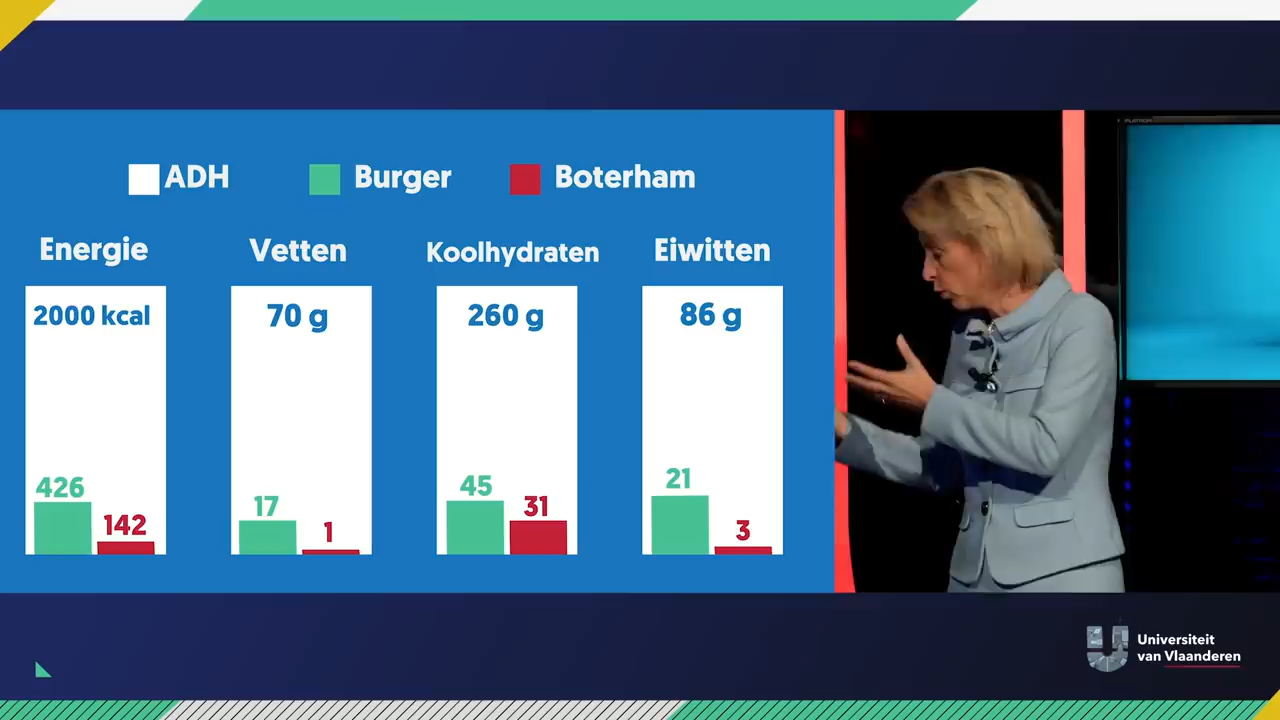 ADH
Burger
Boterham
Energie
Vetten
Koolhydraten
Eiwitten
2000 kcal
70 g
260 g
86 g
426
142
17
1
45
31
21
3
Universiteit
van Vlaanderen